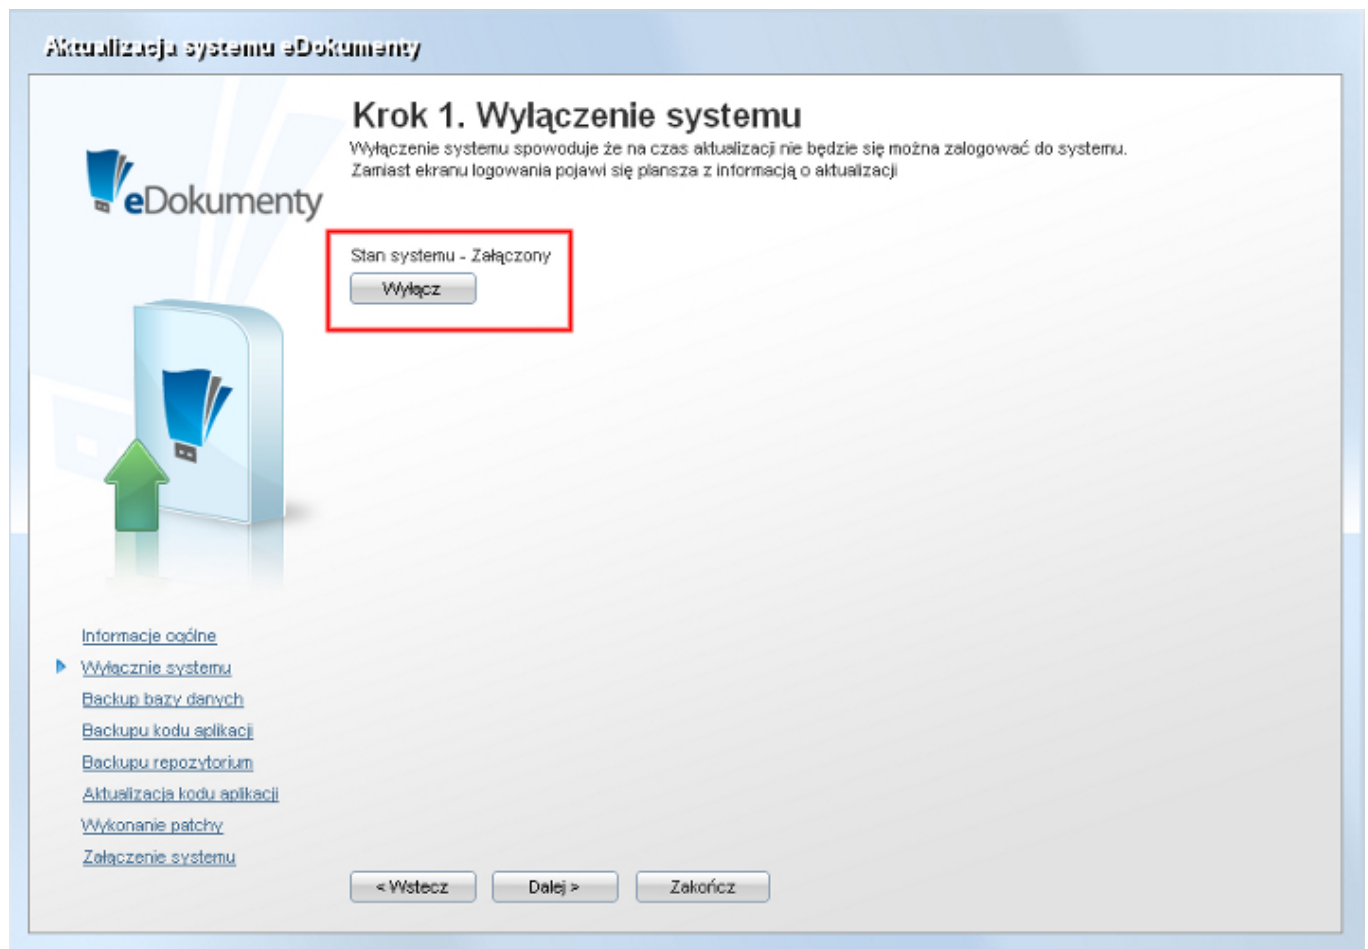 Aktualizacja systemu eDokumenty
eDokumenty
Krok 1. Wyłączenie systemu
Wyłączenie systemu spowoduje że na czas aktualizacji nie będzie się można zalogować do systemu.
Zamiast ekranu logowania pojawi się plansza z informacją o aktualizacji
Stan systemu - Załączony
Wyłącz
Informacje ogólne
Wyłącznie systemu
Backup bazy danych
Backupu kodu aplikacji
Backupu repozytorium
Aktualizacja kodu aplikacji
Wykonanie patchy
Załączenie systemu
< Wstecz Dalej > Zakończ